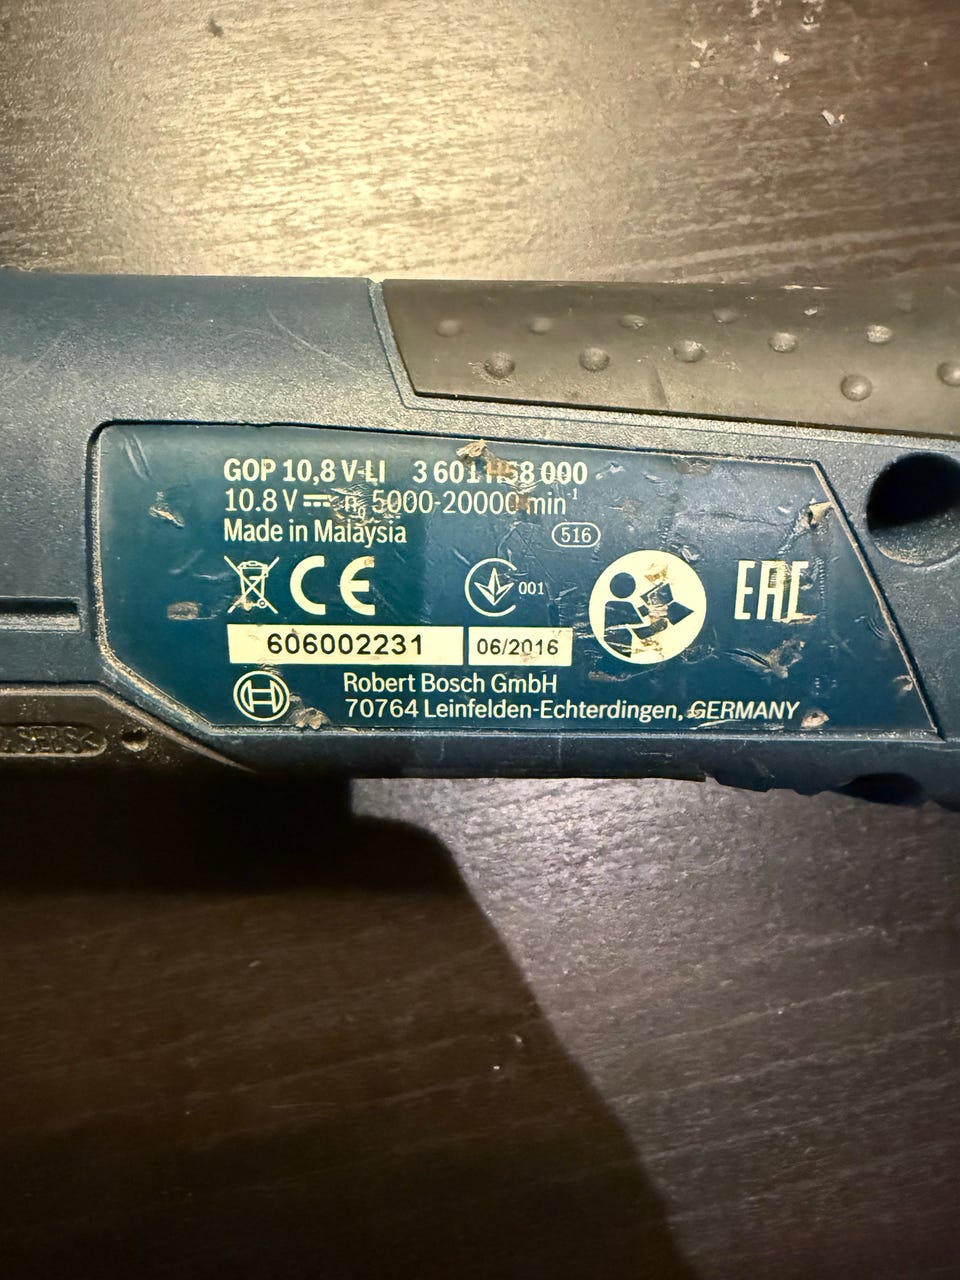 GOP 10,8 V-LI 3 601 H58 000
10.8 V n0 5000-20000 min-1
Made in Malaysia
516
CE
001
EAC
606002231
06/2016
H
Robert Bosch GmbH
70764 Leinfelden-Echterdingen, GERMANY